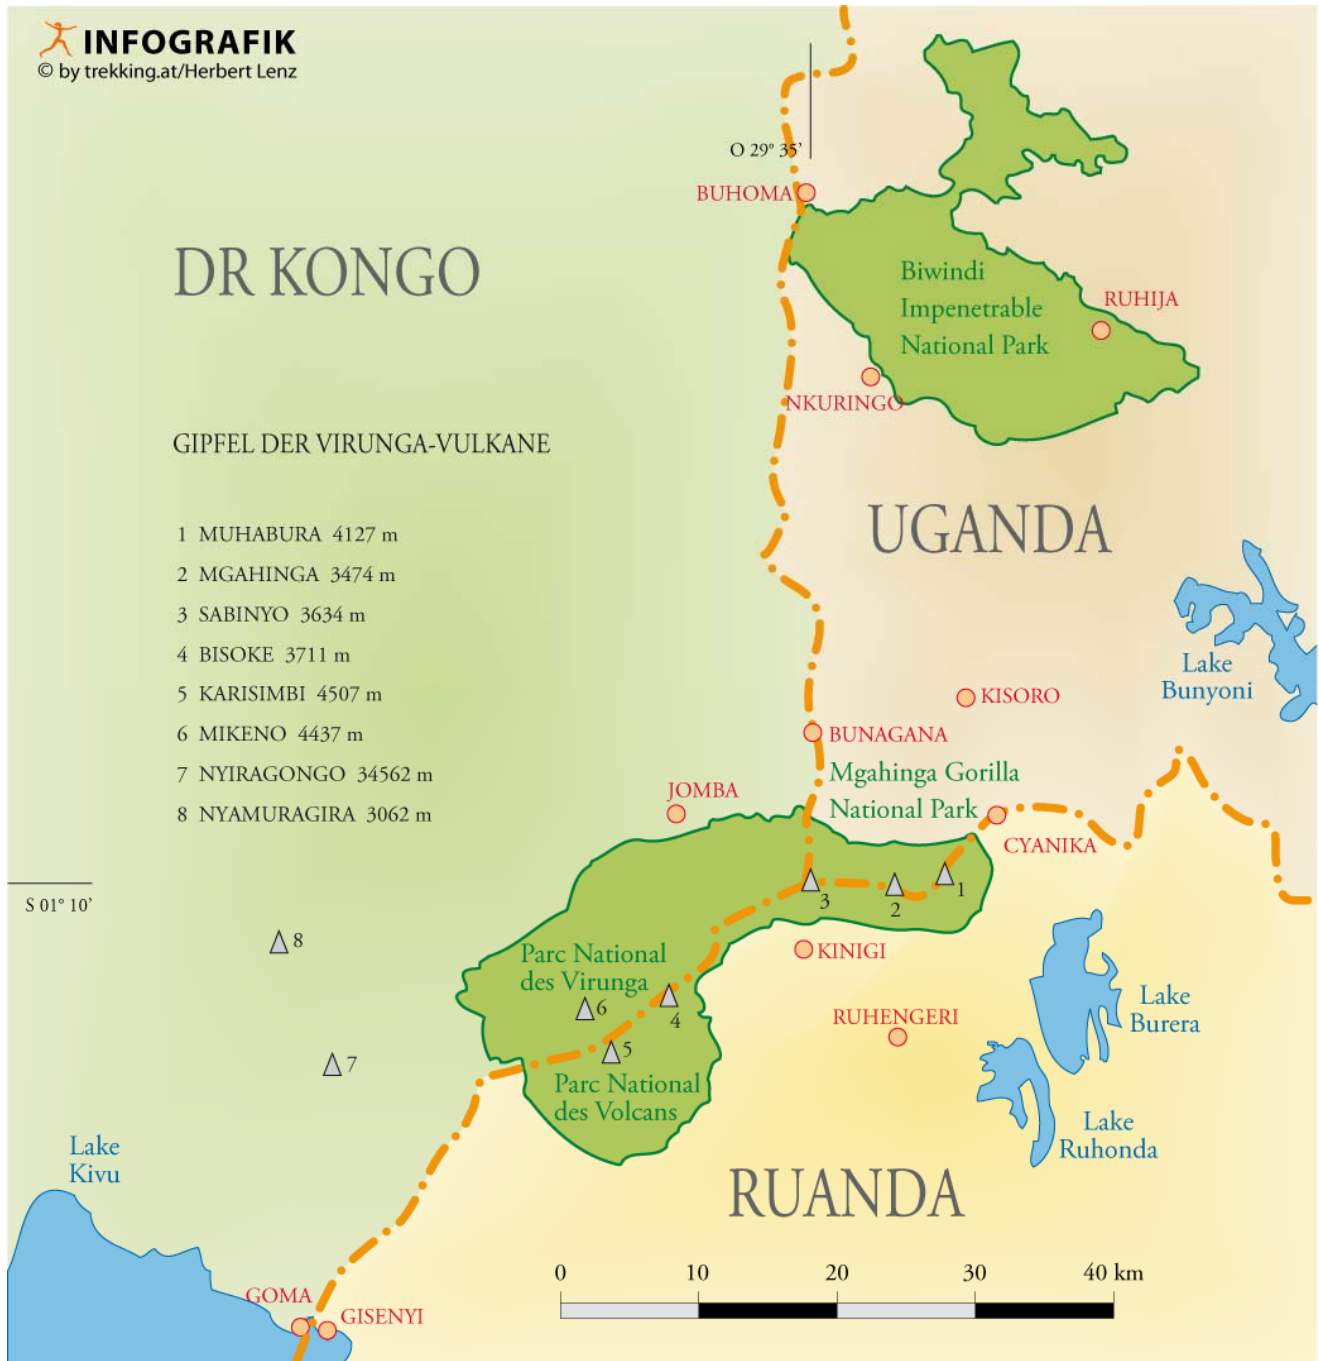 INFOGRAFIK
© by trekking.at/Herbert Lenz
O 29° 35'
BUHOMA
DR KONGO
Biwindi
Impenetrable
National Park
RUHIJA
NKURINGO
GIPFEL DER VIRUNGA-VULKANE
1 MUHABURA 4127 m
2 MGAHINGA 3474 m
3 SABINYO 3634 m
4 BISOKE 3711 m
5 KARISIMBI 4507 m
6 MIKENO 4437 m
7 NYIRAGONGO 34562 m
8 NYAMURAGIRA 3062 m
UGANDA
Lake
Bunyoni
KISORO
BUNAGANA
Mgahinga Gorilla
National Park
JOMBA
CYANIKA
S 01° 10'
1
2
3
8
Parc National
des Virunga
KINIGI
6
4
Lake
Burera
RUHENGERI
5
7
Parc National
des Volcans
Lake
Ruhonda
Lake
Kivu
RUANDA
0 10 20 30 40 km
GOMA
GISENYI